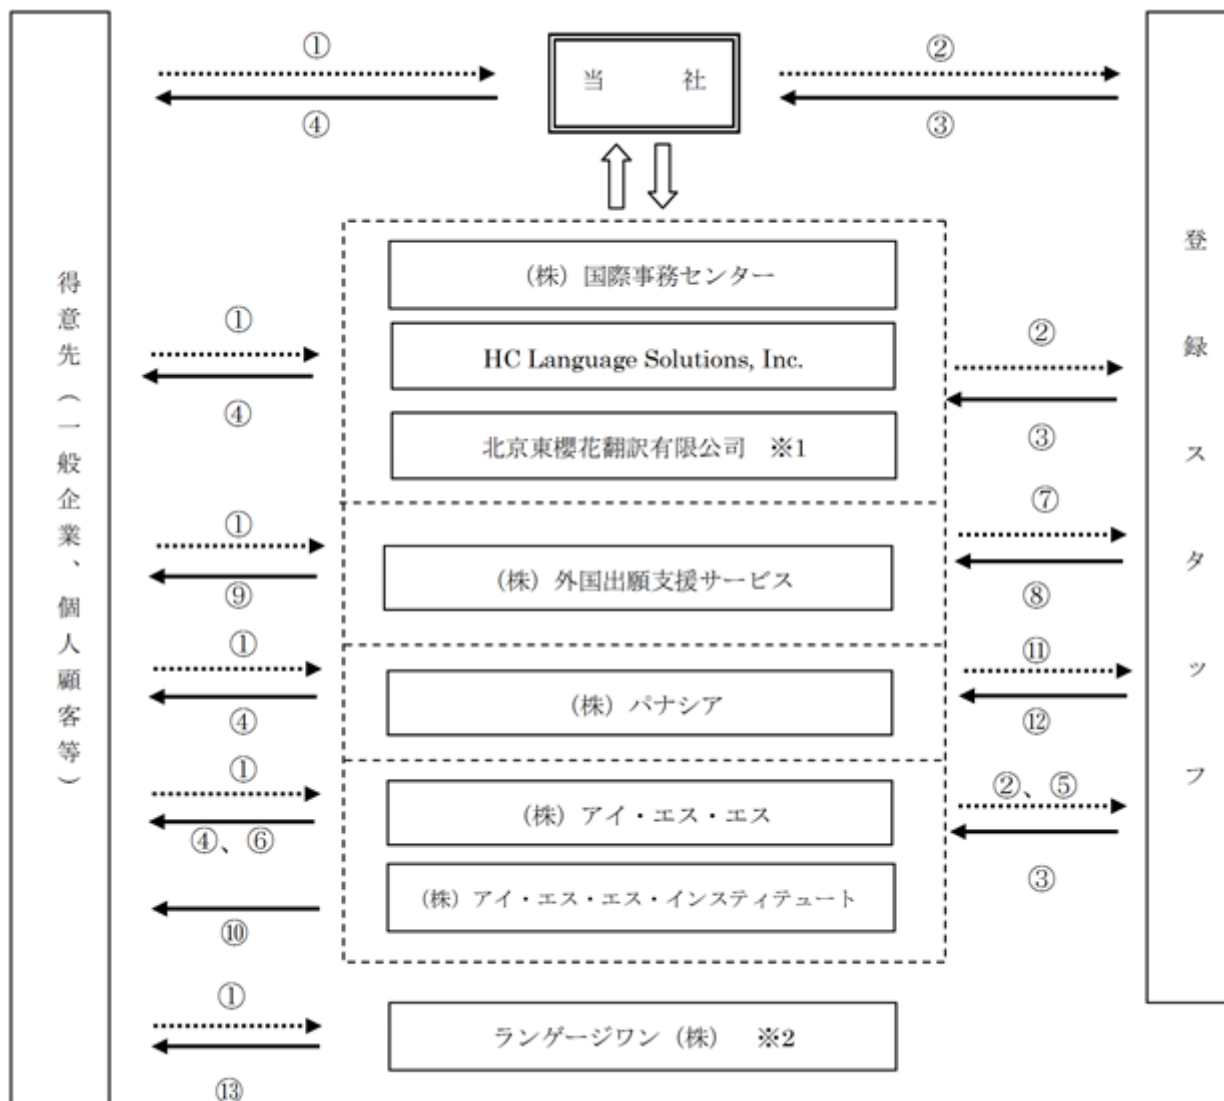 ① ②
当 社
④ ③
得意先（一般企業、個人顧客等）
登録スタッフ
（株）国際事務センター
① ②
HC Language Solutions, Inc.
④ ③
北京東櫻花翻訳有限公司 ※1
① ⑦
（株）外国出願支援サービス
⑨ ⑧
① ⑪
（株）パナシア
④ ⑫
① ②、⑤
（株）アイ・エス・エス
④、⑥ ③
（株）アイ・エス・エス・インスティテュート
⑩
①
ランゲージワン（株） ※2
⑬